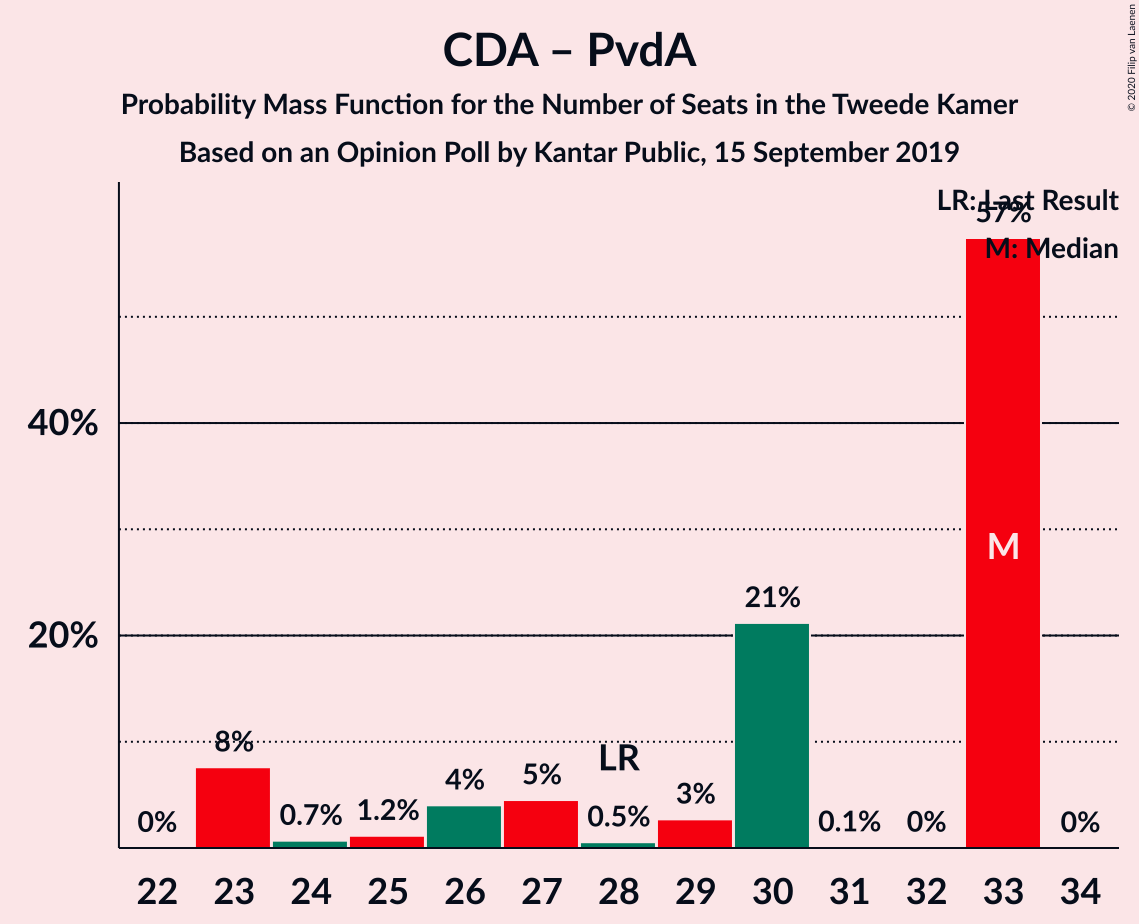 CDA – PvdA
Probability Mass Function for the Number of Seats in the Tweede Kamer
Based on an Opinion Poll by Kantar Public, 15 September 2019
© 2020 Filip van Laenen
LR: Last Result
M: Median
57%
40%
20%
0%
8%
0.7%
1.2%
4%
5%
LR
0.5%
3%
21%
0.1%
0%
M
0%
22 23 24 25 26 27 28 29 30 31 32 33 34